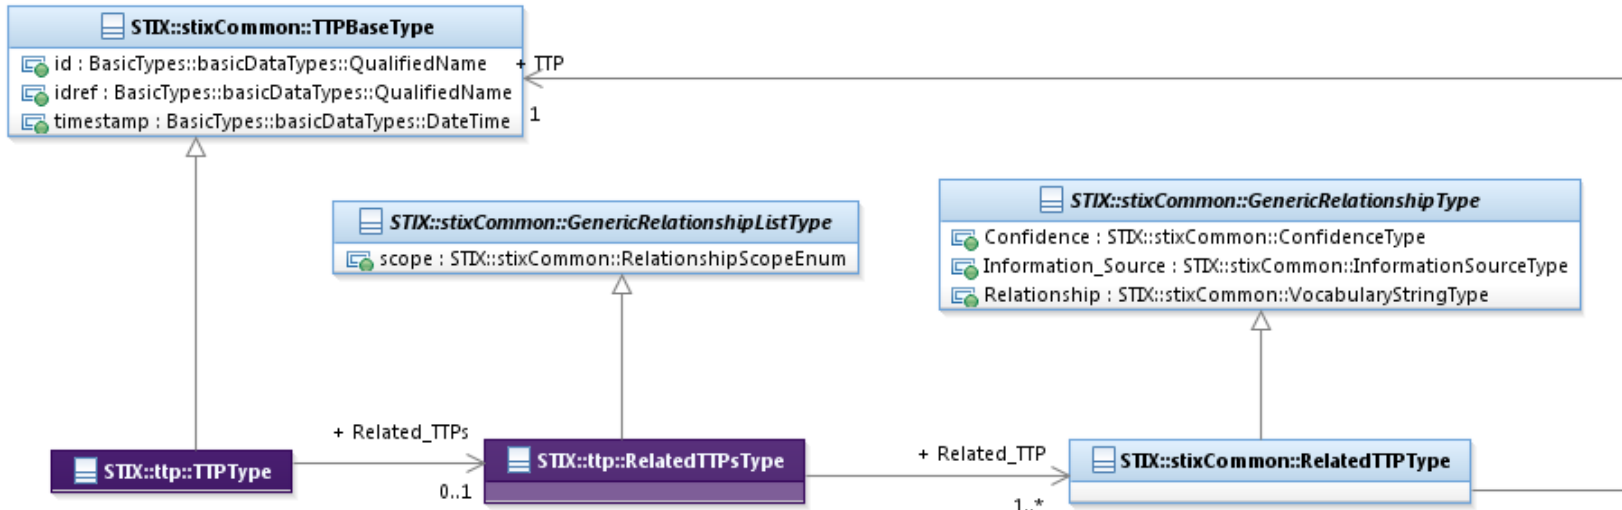 STIX::stixCommon::TTPBaseType
id : BasicTypes::basicDataTypes::QualifiedName
idref : BasicTypes::basicDataTypes::QualifiedName
timestamp : BasicTypes::basicDataTypes::DateTime
+ TTP
1
STIX::stixCommon::GenericRelationshipListType
scope : STIX::stixCommon::RelationshipScopeEnum
STIX::stixCommon::GenericRelationshipType
Confidence : STIX::stixCommon::ConfidenceType
Information_Source : STIX::stixCommon::InformationSourceType
Relationship : STIX::stixCommon::VocabularyStringType
STIX::ttp::TTPType
+ Related_TTPs
0..1
STIX::ttp::RelatedTTPsType
+ Related_TTP
1..*
STIX::stixCommon::RelatedTTPType